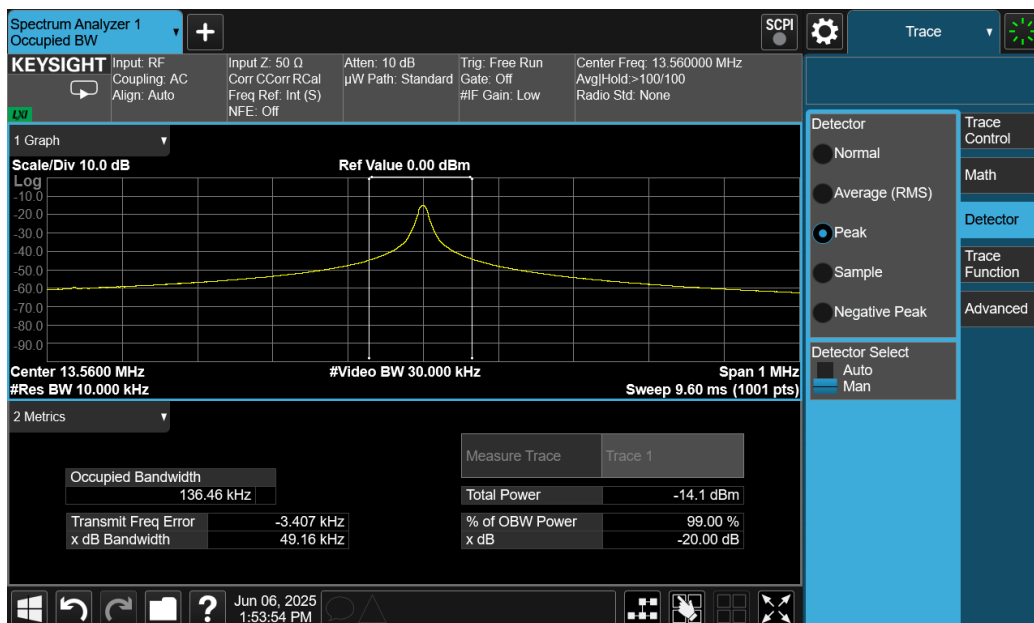 Spectrum Analyzer 1
Occupied BW
+
SCPI
Trace
KEYSIGHT
Input: RF
Coupling: AC
Align: Auto
Input Z: 50 Ω
Corr CCorr RCal
Freq Ref: Int (S)
NFE: Off
Atten: 10 dB
µW Path: Standard
Trig: Free Run
Gate: Off
#IF Gain: Low
Center Freq: 13.560000 MHz
Avg|Hold:>100/100
Radio Std: None
LXI
1 Graph
Scale/Div 10.0 dB
Ref Value 0.00 dBm
Log
-10.0
-20.0
-30.0
-40.0
-50.0
-60.0
-70.0
-80.0
-90.0
Center 13.5600 MHz
#Video BW 30.000 kHz
Span 1 MHz
#Res BW 10.000 kHz
Sweep 9.60 ms (1001 pts)
2 Metrics
Measure Trace
Trace 1
Occupied Bandwidth
136.46 kHz
Total Power
-14.1 dBm
Transmit Freq Error
-3.407 kHz
% of OBW Power
99.00 %
x dB Bandwidth
49.16 kHz
x dB
-20.00 dB
Detector
Normal
Average (RMS)
Peak
Sample
Negative Peak
Detector Select
Auto
Man
Trace
Control
Math
Detector
Trace
Function
Advanced
?
Jun 06, 2025
1:53:54 PM